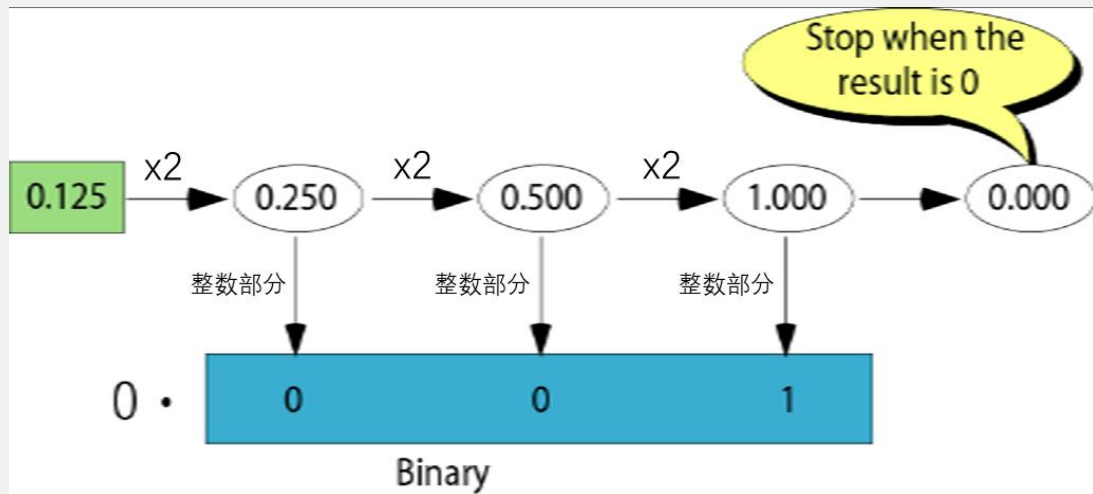 Stop when the
result is 0
x2 x2 x2
0.125 0.250 0.500 1.000 0.000
整数部分 整数部分 整数部分
0 · 0 0 1
Binary